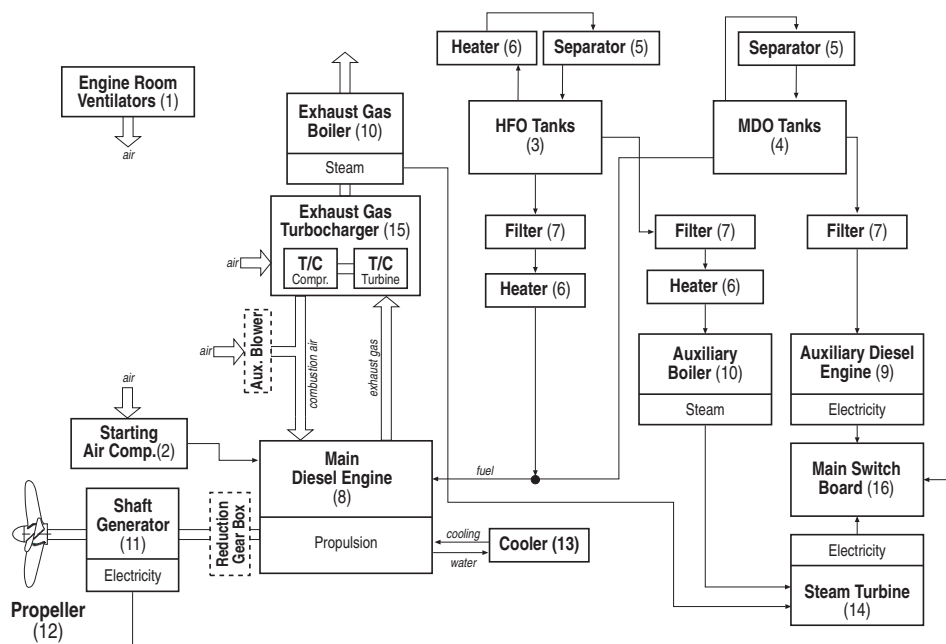 Heater (6)
Separator (5)
Separator (5)
Engine Room
Ventilators (1)
air
Exhaust Gas
Boiler (10)
Steam
HFO Tanks
(3)
MDO Tanks
(4)
Exhaust Gas
Turbocharger (15)
T/C
Compr.
T/C
Turbine
air
Filter (7)
Filter (7)
Filter (7)
Heater (6)
Heater (6)
Aux. Blower
air
combustion air
exhaust gas
Auxiliary
Boiler (10)
Steam
Auxiliary Diesel
Engine (9)
Electricity
air
Starting
Air Comp.(2)
Main
Diesel Engine
(8)
Propulsion
fuel
Main Switch
Board (16)
Shaft
Generator
(11)
Electricity
Reduction
Gear Box
cooling
water
Cooler (13)
Electricity
Steam Turbine
(14)
Propeller
(12)